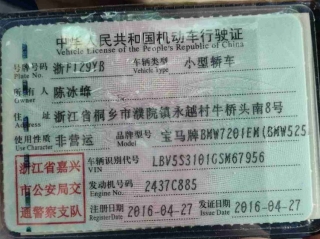 中华人民共和国机动车行驶证
Vehicle License of the People's Republic of China
号牌号码 浙F129YB 车辆类型 小型轿车
Plate No. Vehicle Type
所有人 陈冰蜂
Owner
住址 浙江省桐乡市濮院镇永越村牛桥头南8号
Address
使用性质 非营运 品牌型号 宝马牌BMW7201EM(BMW525
浙江省嘉兴
市公安局交
通警察支队
车辆识别代号 LBV5S3101GSM67956
VIN
发动机号码 2437C885
Engine No.
注册日期 2016-04-27 发证日期 2016-04-27
Register Date Issue Date